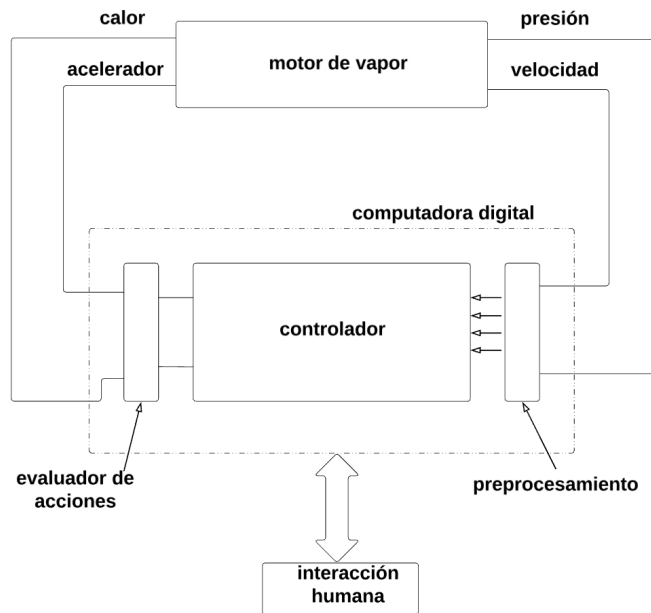 calor
presión
motor de vapor
acelerador
velocidad
computadora digital
controlador
evaluador de
acciones
preprocesamiento
interacción
humana